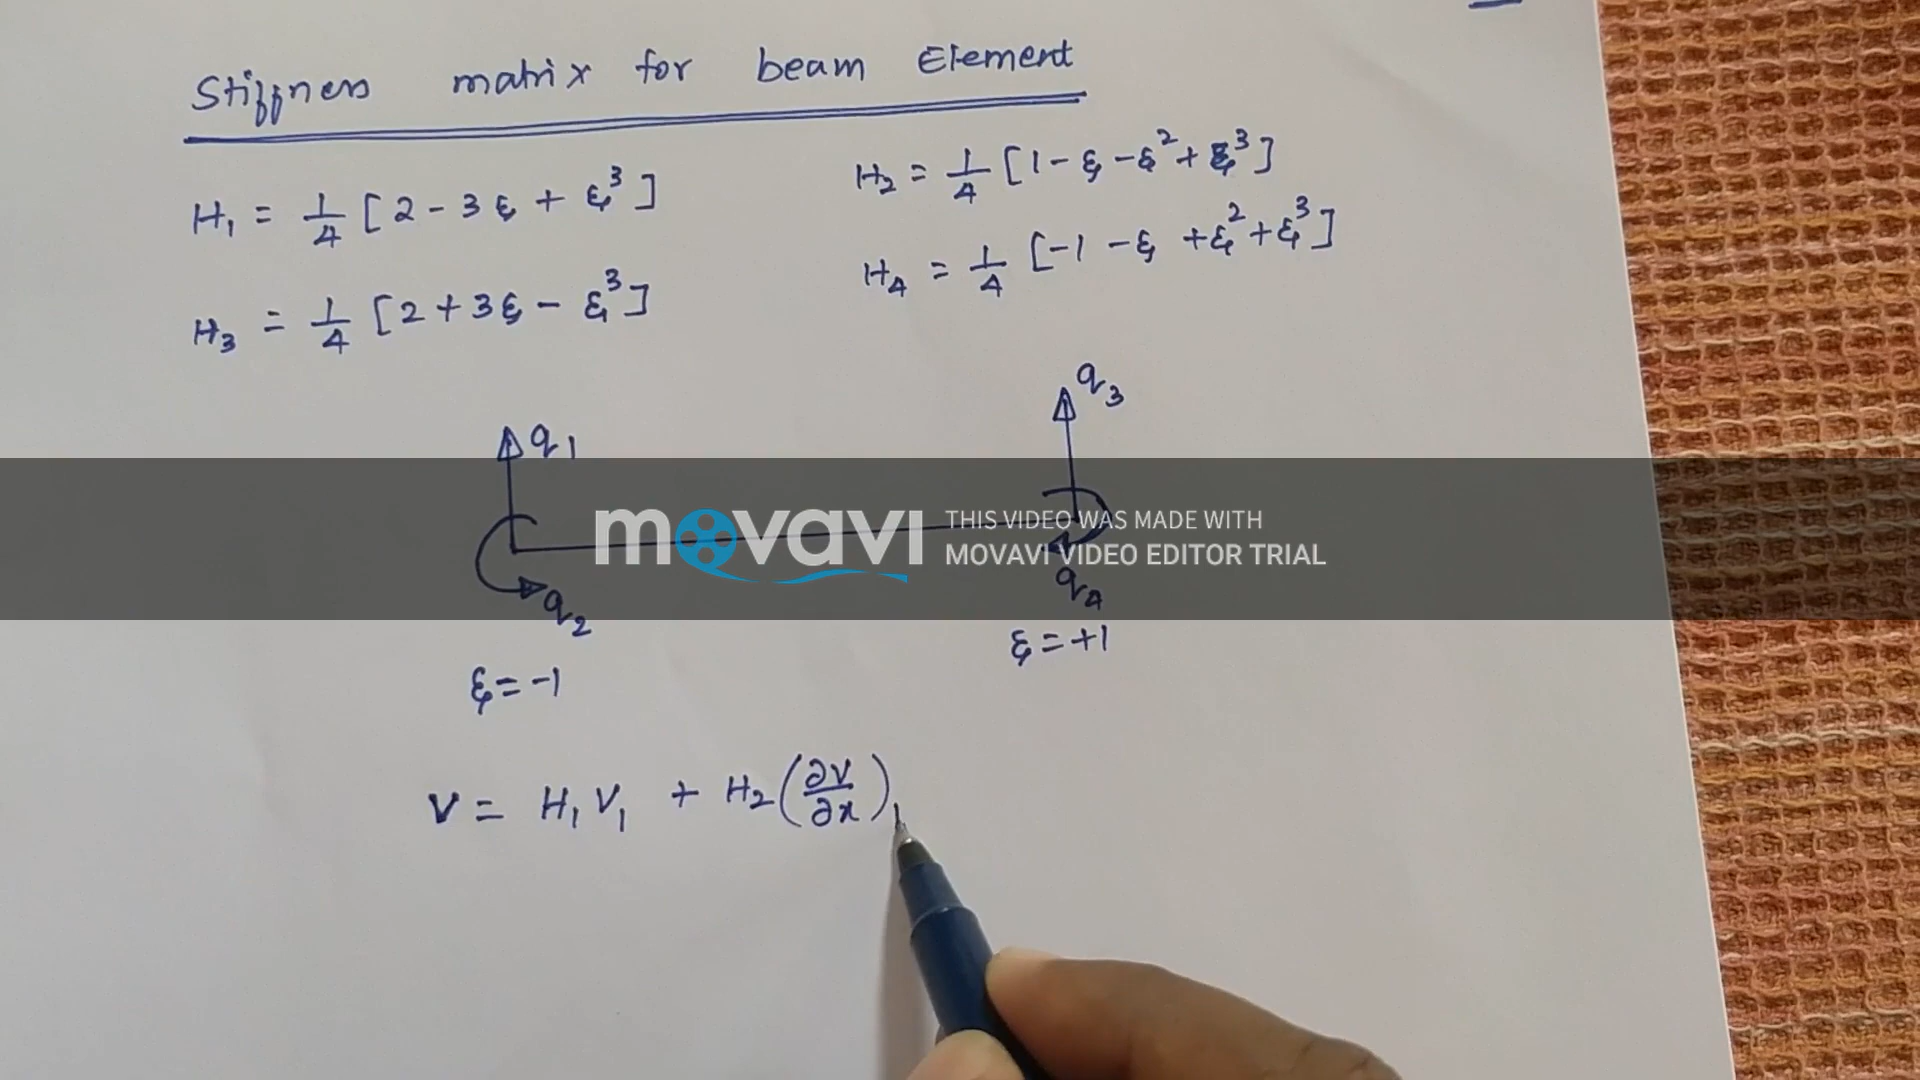 Stiffness matrix for beam Element
H₁ = 1/4 [2 - 3ξ + ξ³]
H₂ = 1/4 [1 - ξ - ξ² + ξ³]
H₃ = 1/4 [2 + 3ξ - ξ³]
H₄ = 1/4 [-1 - ξ + ξ² + ξ³]
q₁
q₃
movavi
THIS VIDEO WAS MADE WITH
MOVAVI VIDEO EDITOR TRIAL
q₂
q₄
ξ = -1
ξ = +1
V = H₁ V₁ + H₂ (∂V/∂x)₁